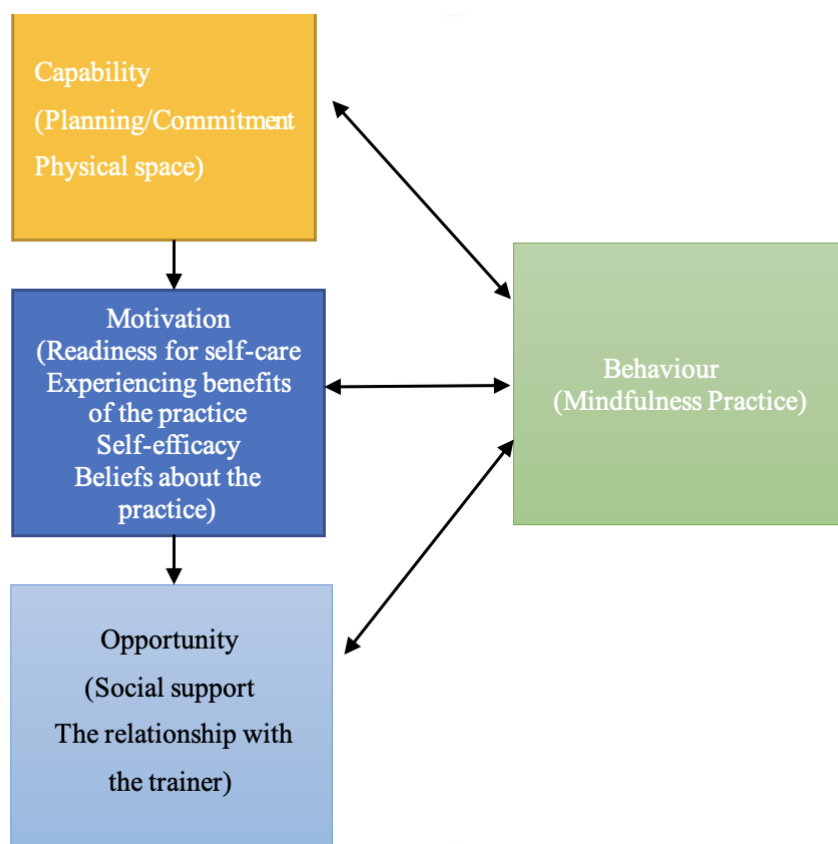 Capability
(Planning/Commitment
Physical space)
Motivation
(Readiness for self-care
Experiencing benefits
of the practice
Self-efficacy
Beliefs about the
practice)
Behaviour
(Mindfulness Practice)
Opportunity
(Social support
The relationship with
the trainer)